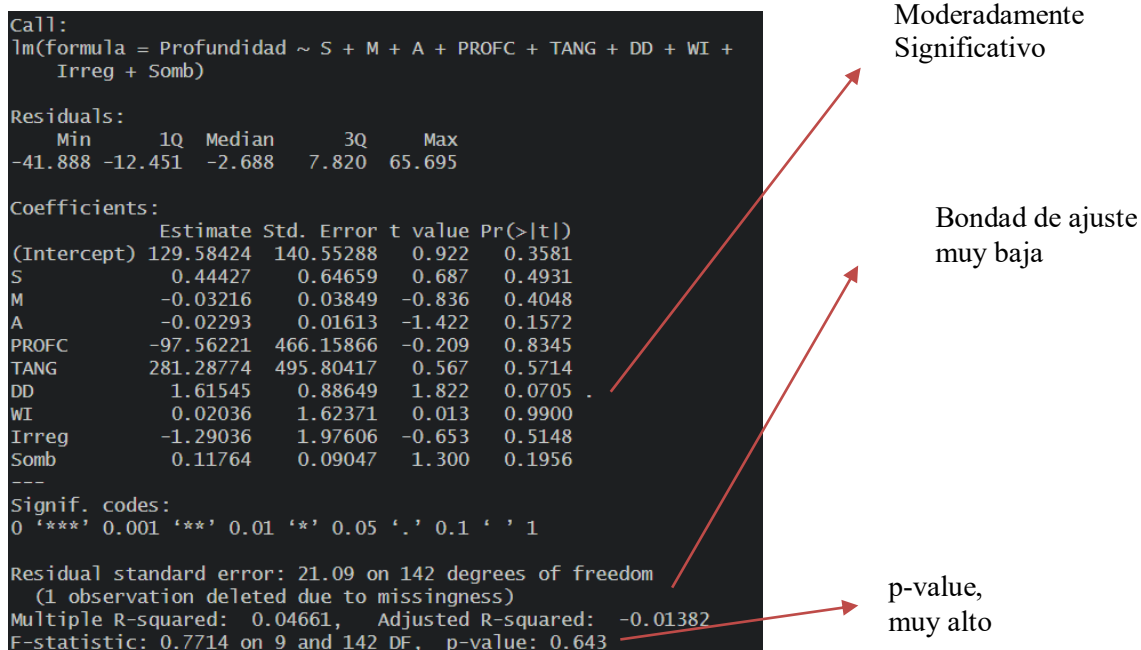 Call:
lm(formula = Profundidad ~ S + M + A + PROFC + TANG + DD + WI +
    Irreg + Somb)
Residuals:
    Min      1Q  Median      3Q     Max
-41.888 -12.451  -2.688   7.820  65.695
Coefficients:
             Estimate Std. Error t value Pr(>|t|)
(Intercept) 129.58424  140.55288   0.922   0.3581
S             0.44427    0.64659   0.687   0.4931
M            -0.03216    0.03849  -0.836   0.4048
A            -0.02293    0.01613  -1.422   0.1572
PROFC       -97.56221  466.15866  -0.209   0.8345
TANG        281.28774  495.80417   0.567   0.5714
DD            1.61545    0.88649   1.822   0.0705 .
WI            0.02036    1.62371   0.013   0.9900
Irreg        -1.29036    1.97606  -0.653   0.5148
Somb          0.11764    0.09047   1.300   0.1956
---
Signif. codes:
0 ‘***’ 0.001 ‘**’ 0.01 ‘*’ 0.05 ‘.’ 0.1 ‘ ’ 1
Residual standard error: 21.09 on 142 degrees of freedom
  (1 observation deleted due to missingness)
Multiple R-squared:  0.04661,   Adjusted R-squared:  -0.01382
F-statistic: 0.7714 on 9 and 142 DF,  p-value: 0.643
Moderadamente
Significativo
Bondad de ajuste
muy baja
p-value,
muy alto